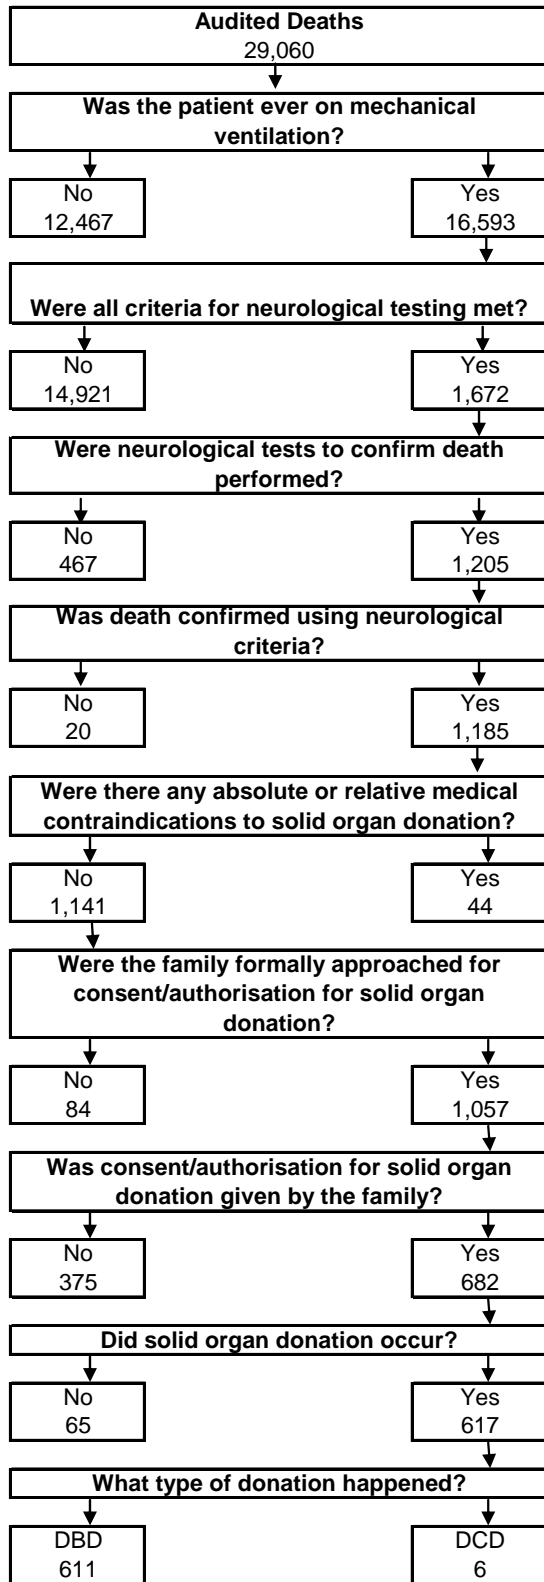 Audited Deaths
29,060
Was the patient ever on mechanical
ventilation?
No
12,467
Yes
16,593
Were all criteria for neurological testing met?
No
14,921
Yes
1,672
Were neurological tests to confirm death
performed?
No
467
Yes
1,205
Was death confirmed using neurological
criteria?
No
20
Yes
1,185
Were there any absolute or relative medical
contraindications to solid organ donation?
No
1,141
Yes
44
Were the family formally approached for
consent/authorisation for solid organ
donation?
No
84
Yes
1,057
Was consent/authorisation for solid organ
donation given by the family?
No
375
Yes
682
Did solid organ donation occur?
No
65
Yes
617
What type of donation happened?
DBD
611
DCD
6